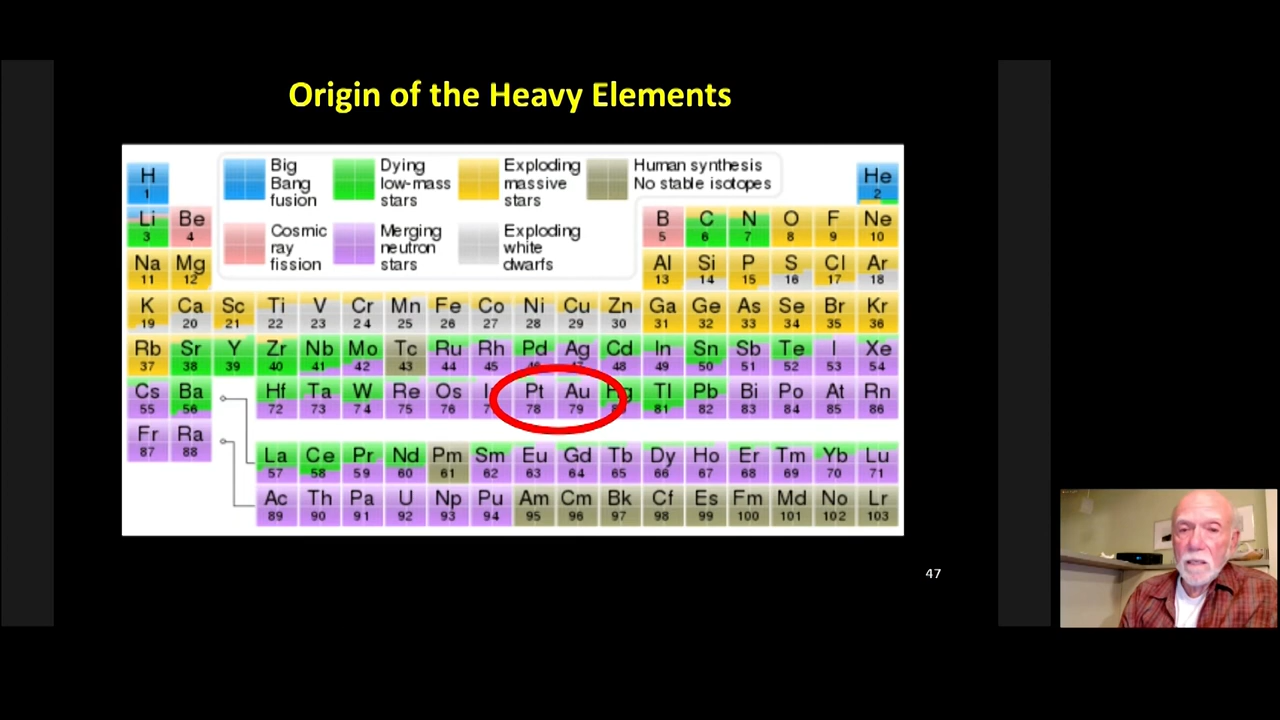 Origin of the Heavy Elements
Big Bang fusion
Dying low-mass stars
Exploding massive stars
Human synthesis No stable isotopes
Cosmic ray fission
Merging neutron stars
Exploding white dwarfs
H He
1 2
Li Be B C N O F Ne
3 4 5 6 7 8 9 10
Na Mg Al Si P S Cl Ar
11 12 13 14 15 16 17 18
K Ca Sc Ti V Cr Mn Fe Co Ni Cu Zn Ga Ge As Se Br Kr
19 20 21 22 23 24 25 26 27 28 29 30 31 32 33 34 35 36
Rb Sr Y Zr Nb Mo Tc Ru Rh Pd Ag Cd In Sn Sb Te I Xe
37 38 39 40 41 42 43 44 45 46 47 48 49 50 51 52 53 54
Cs Ba Hf Ta W Re Os Pt Au Hg Tl Pb Bi Po At Rn
55 56 72 73 74 75 76 78 79 81 82 83 84 85 86
Fr Ra
87 88
La Ce Pr Nd Pm Sm Eu Gd Tb Dy Ho Er Tm Yb Lu
57 58 59 60 61 62 63 64 65 66 67 68 69 70 71
Ac Th Pa U Np Pu Am Cm Bk Cf Es Fm Md No Lr
89 90 91 92 93 94 95 96 97 98 99 100 101 102 103
47